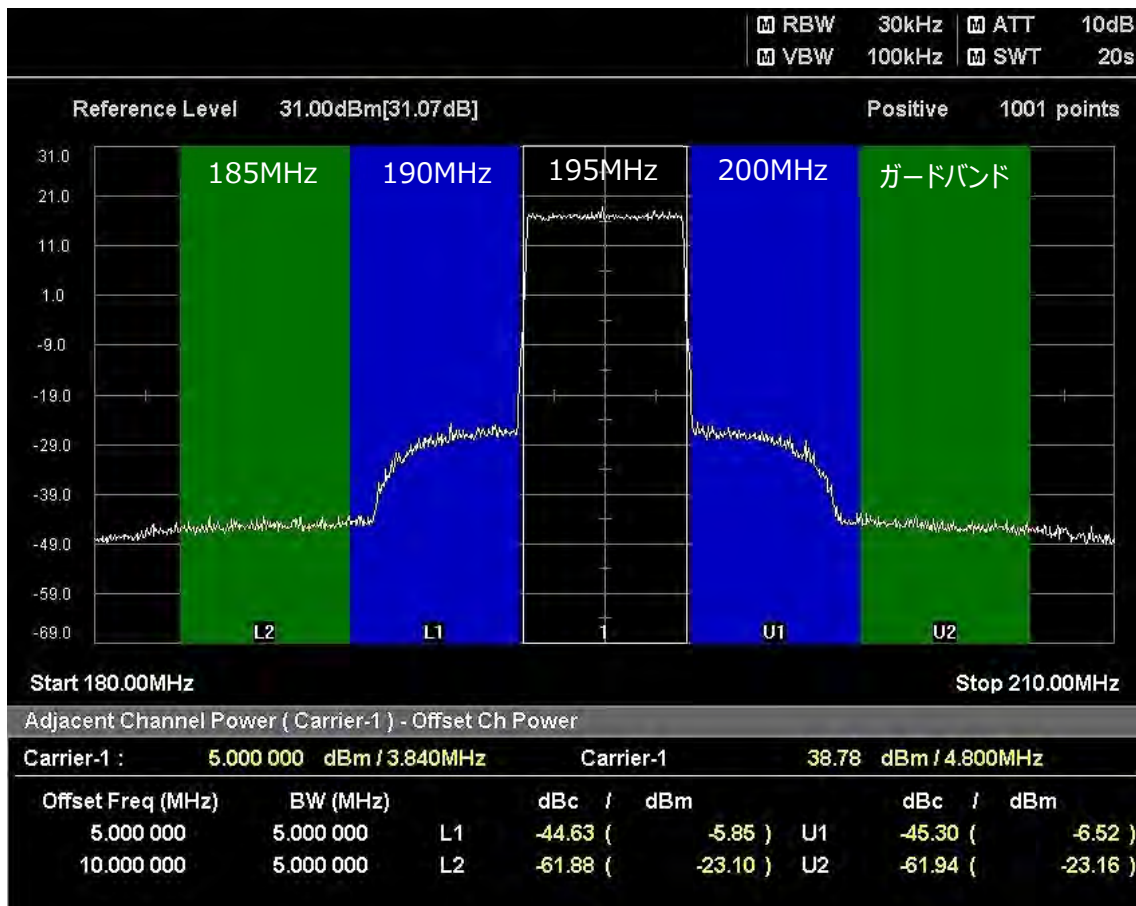 M RBW 30kHz M ATT 10dB
M VBW 100kHz M SWT 20s
Reference Level 31.00dBm[31.07dB] Positive 1001 points
185MHz 190MHz 195MHz 200MHz ガードバンド
31.0
21.0
11.0
1.0
-9.0
-19.0
-29.0
-39.0
-49.0
-59.0
-69.0
L2 L1 1 U1 U2
Start 180.00MHz Stop 210.00MHz
Adjacent Channel Power ( Carrier-1 ) - Offset Ch Power
Carrier-1 : 5.000 000 dBm / 3.840MHz Carrier-1 38.78 dBm / 4.800MHz
Offset Freq (MHz) BW (MHz) dBc / dBm dBc / dBm
5.000 000 5.000 000 L1 -44.63 ( -5.85 ) U1 -45.30 ( -6.52 )
10.000 000 5.000 000 L2 -61.88 ( -23.10 ) U2 -61.94 ( -23.16 )